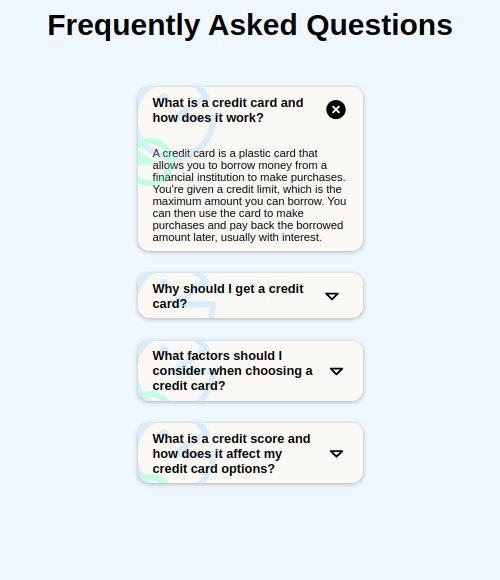 Frequently Asked Questions
What is a credit card and
how does it work?
A credit card is a plastic card that
allows you to borrow money from a
financial institution to make purchases.
You're given a credit limit, which is the
maximum amount you can borrow. You
can then use the card to make
purchases and pay back the borrowed
amount later, usually with interest.
Why should I get a credit
card?
What factors should I
consider when choosing a
credit card?
What is a credit score and
how does it affect my
credit card options?